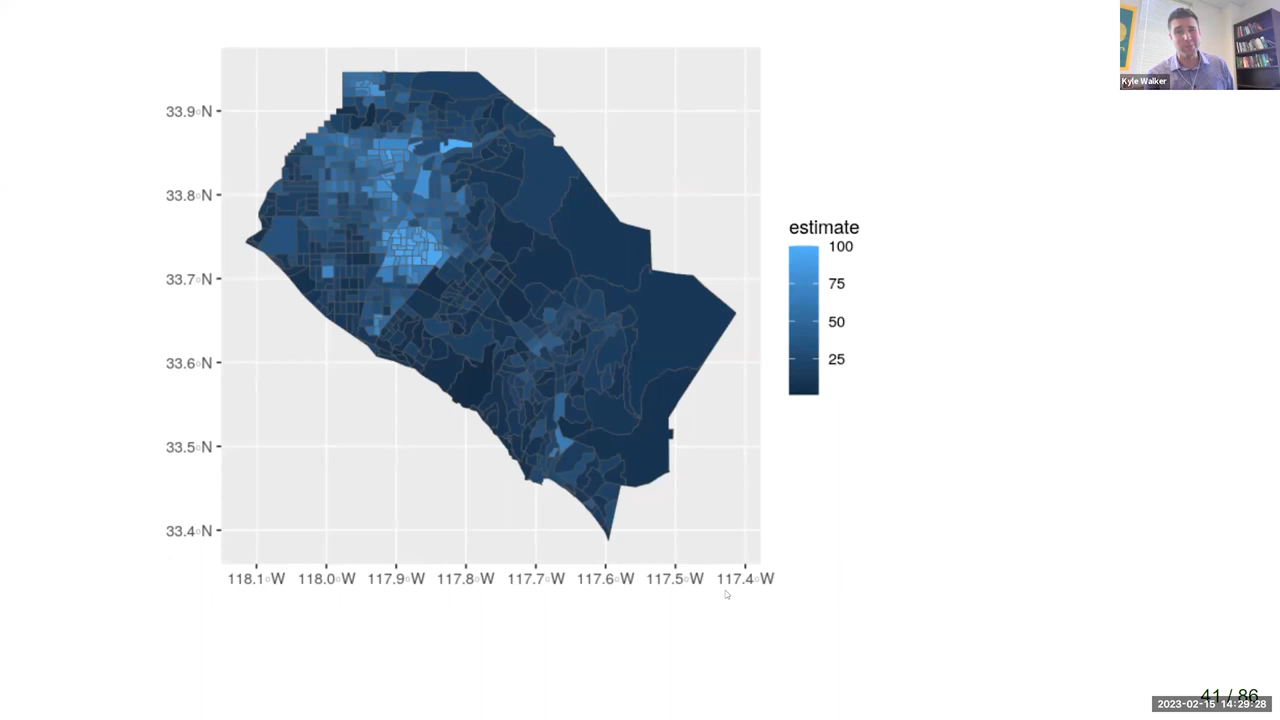 Kyle Walker
33.9°N
33.8°N
33.7°N
33.6°N
33.5°N
33.4°N
118.1°W 118.0°W 117.9°W 117.8°W 117.7°W 117.6°W 117.5°W 117.4°W
estimate
100
75
50
25
41 / 86
2023-02-15 14:29:28